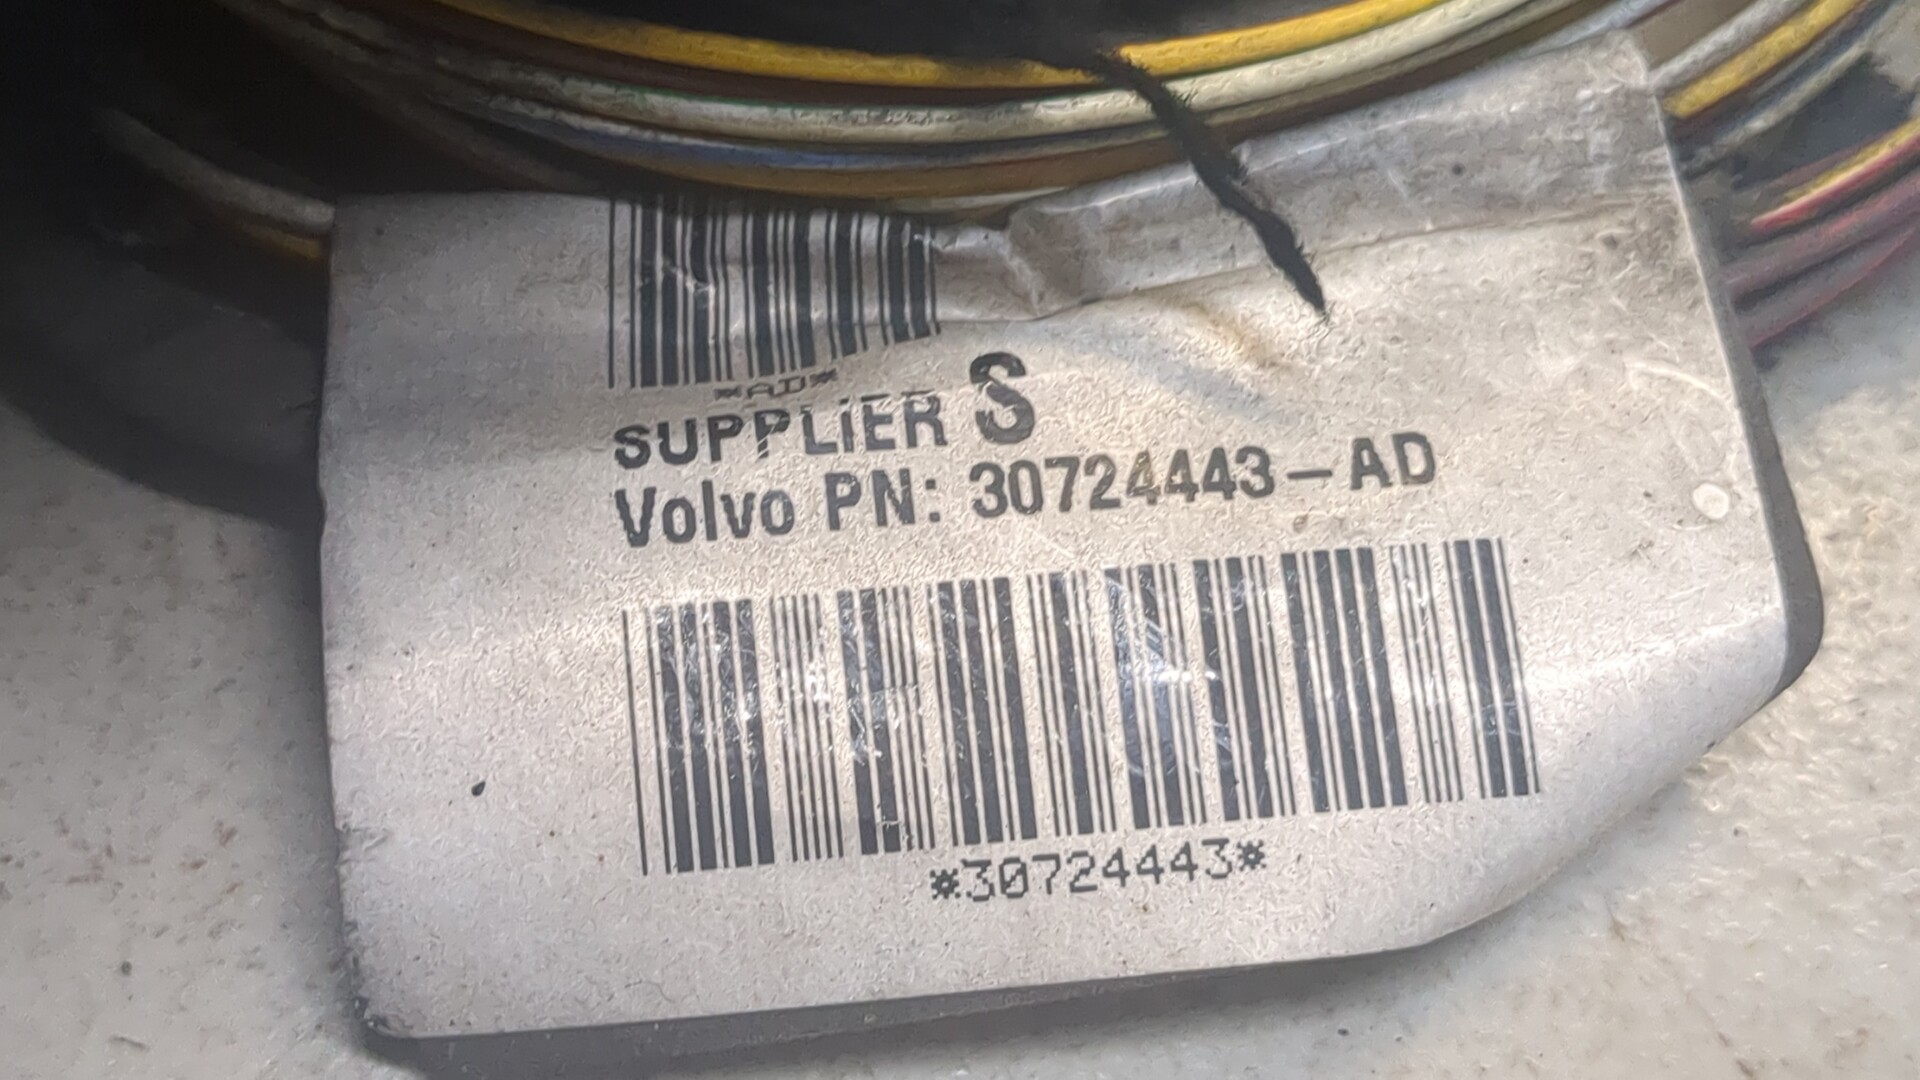 *AD*
SUPPLIER S
Volvo PN: 30724443-AD
*30724443*